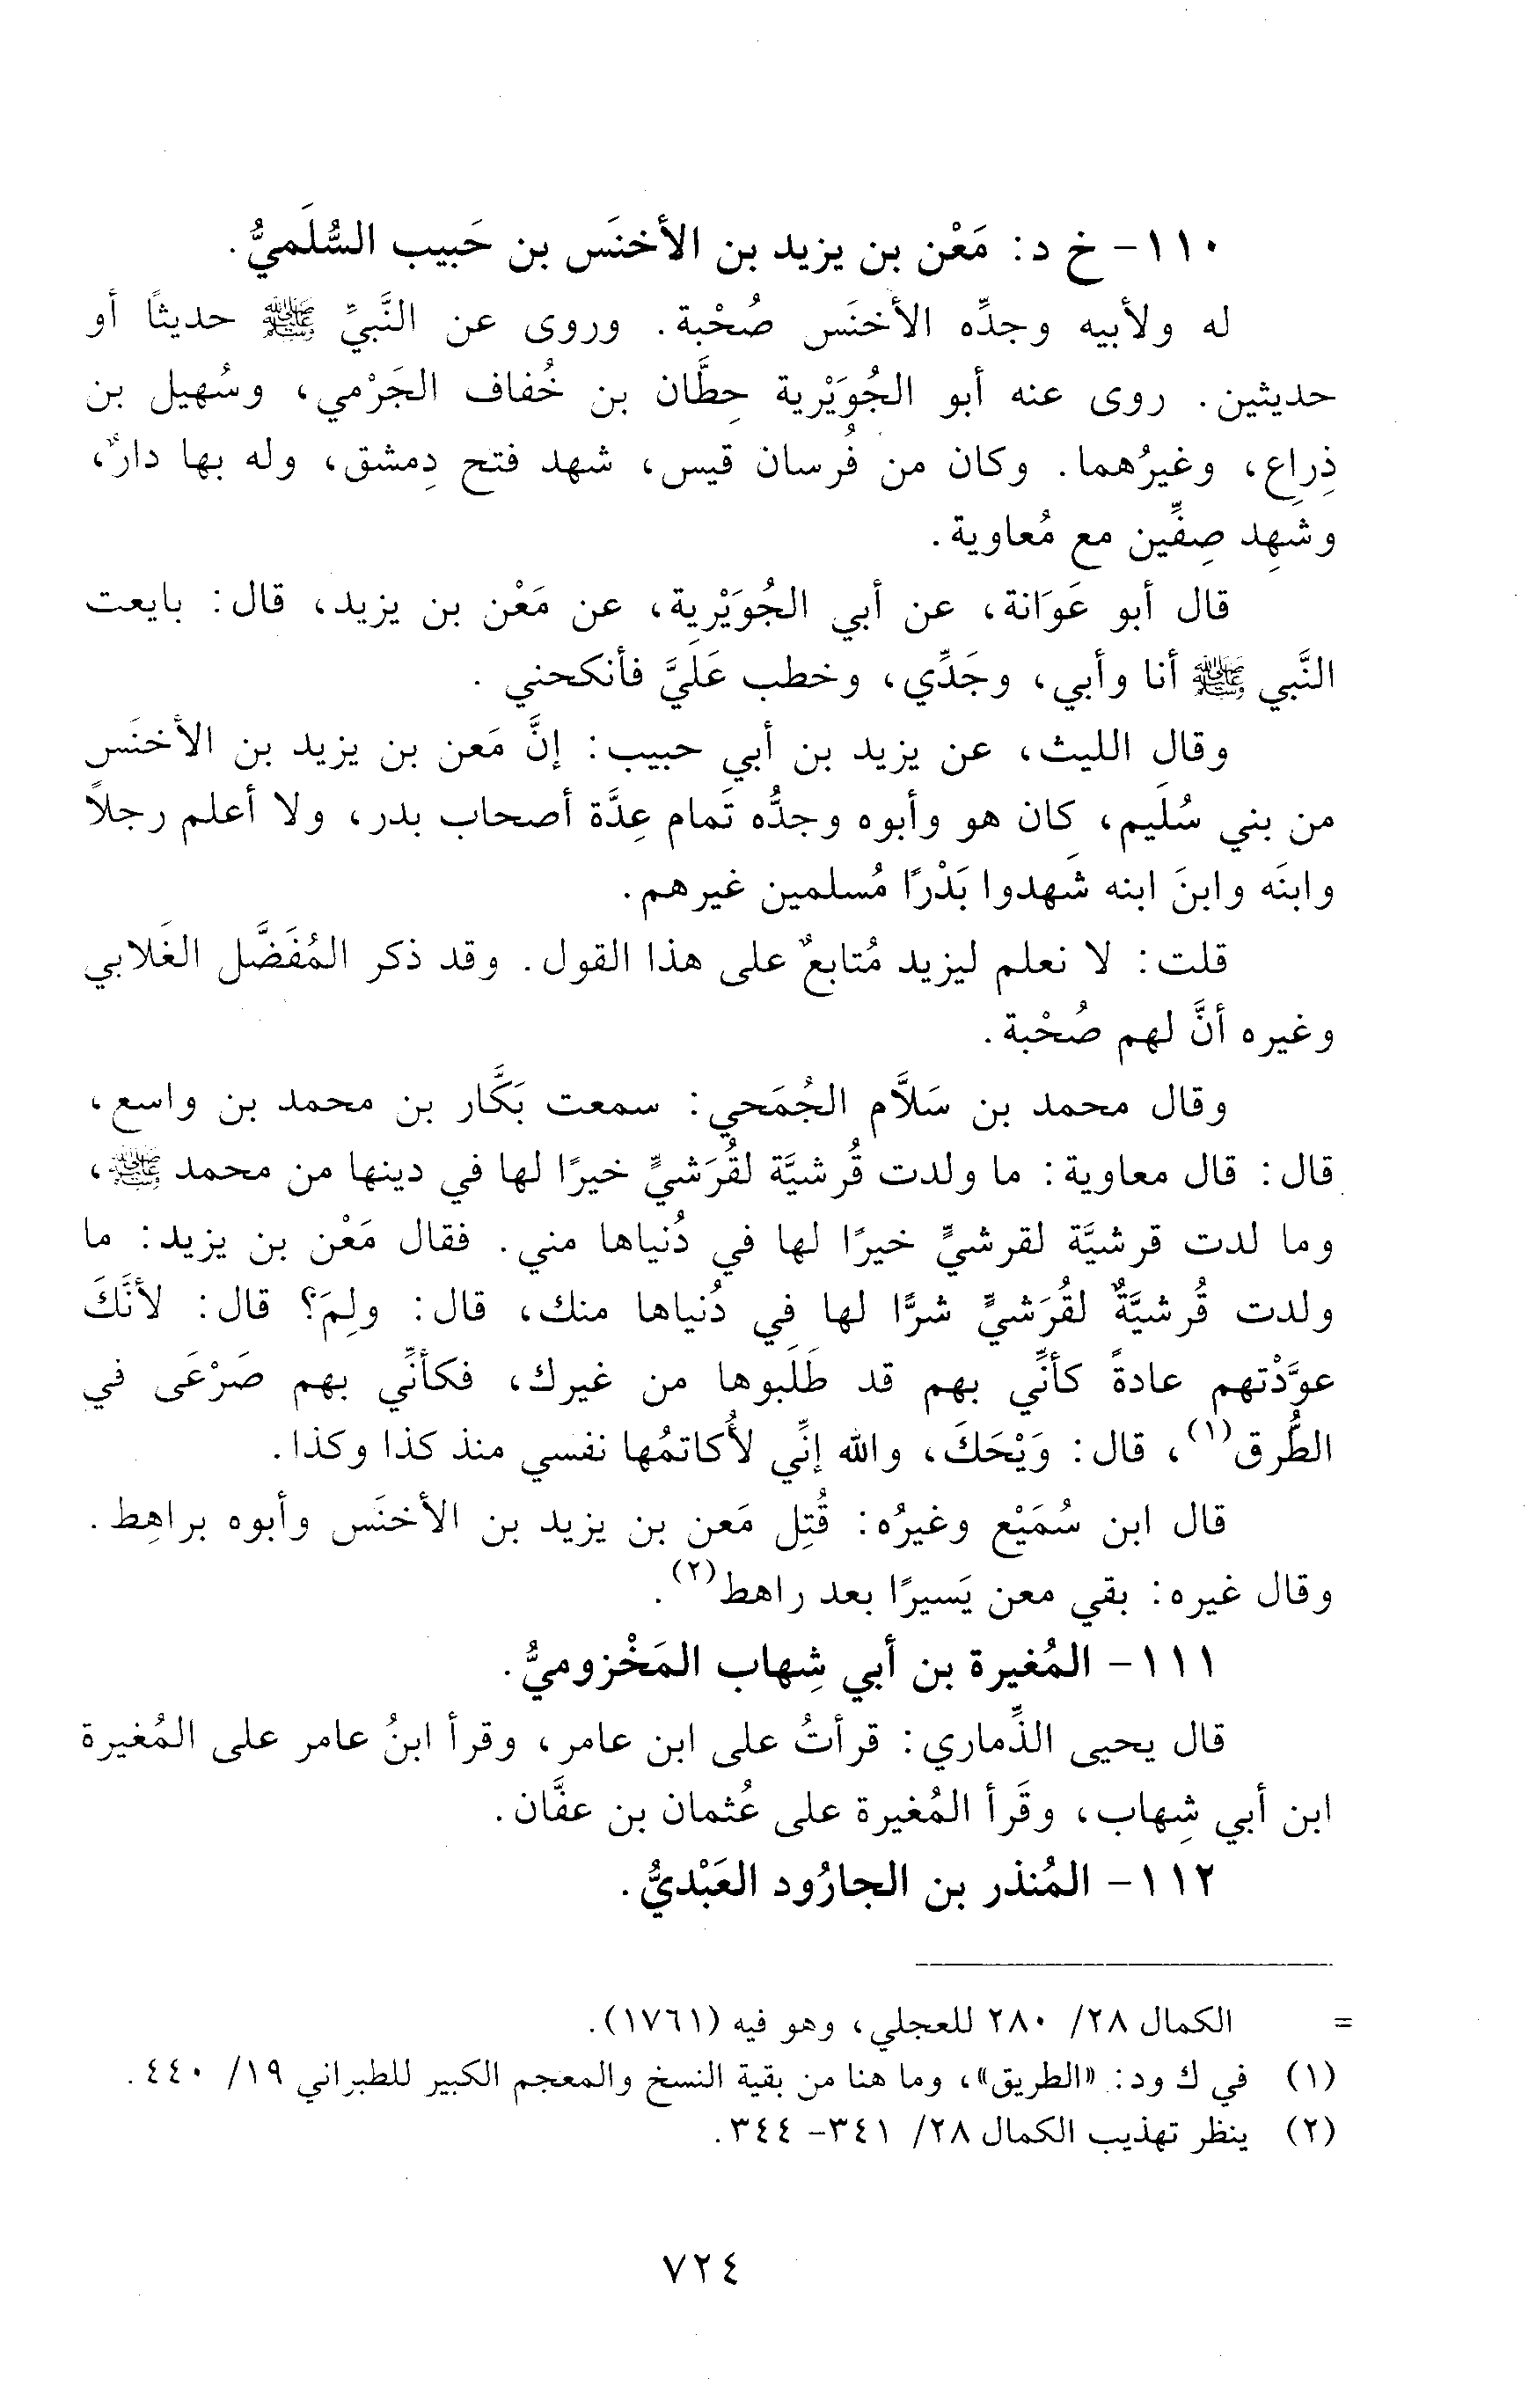 ١١٠- خ د: مَعْن بن يزيد بن الأخنَس بن حَبيب السُّلَميُّ.
له ولأبيه وجدِّه الأخنَس صُحْبة. وروى عن النَّبيِّ ﷺ حديثًا أو
حديثين. روى عنه أبو الجُوَيْرية حِطَّان بن خُفاف الجَرْمي، وسُهيل بن
ذِراع، وغيرُهما. وكان من فُرسان قيس، شهد فتح دِمشق، وله بها دارٌ،
وشهِد صِفِّين مع مُعاوية.
قال أبو عَوَانة، عن أبي الجُوَيْرية، عن مَعْن بن يزيد، قال: بايعت
النَّبي ﷺ أنا وأبي، وجَدِّي، وخطب عَلَيَّ فأنكحني.
وقال الليث، عن يزيد بن أبي حبيب: إنَّ مَعن بن يزيد بن الأخنَس
من بني سُلَيم، كان هو وأبوه وجدُّه تَمام عِدَّة أصحاب بدر، ولا أعلم رجلاً
وابنَه وابنَ ابنه شَهِدوا بَدْرًا مُسلمين غيرهم.
قلت: لا نعلم ليزيد مُتابعٌ على هذا القول. وقد ذكر المُفَضَّل الغَلابي
وغيره أنَّ لهم صُحْبة.
وقال محمد بن سَلاَّم الجُمَحي: سمعت بَكَّار بن محمد بن واسع،
قال: قال معاوية: ما ولدت قُرشيَّة لقُرَشيٍّ خيرًا لها في دينها من محمد ﷺ،
وما لدت قرشيَّة لقرشيٍّ خيرًا لها في دُنياها مني. فقال مَعْن بن يزيد: ما
ولدت قُرشيَّةٌ لقُرَشيٍّ شرًّا لها في دُنياها منك، قال: ولِمَ؟ قال: لأنَّكَ
عوَّدْتهم عادةً كأنِّي بهم قد طَلَبوها من غيرك، فكأنِّي بهم صَرْعَى في
الطُّرق(١)، قال: وَيْحَكَ، والله إنِّي لأُكاتمُها نفسي منذ كذا وكذا.
قال ابن سُمَيْع وغيرُه: قُتِل مَعن بن يزيد بن الأخنَس وأبوه براهِط.
وقال غيره: بقي معن يَسيرًا بعد راهط(٢).
١١١- المُغيرة بن أبي شِهاب المَخْزوميُّ.
قال يحيى الذِّماري: قرأتُ على ابن عامر، وقرأ ابنُ عامر على المُغيرة
ابن أبي شِهاب، وقَرأ المُغيرة على عُثمان بن عفَّان.
١١٢- المُنذر بن الجارُود العَبْديُّ.
= الكمال ٢٨/ ٢٨٠ للعجلي، وهو فيه (١٧٦١).
(١) في ك ود: «الطريق»، وما هنا من بقية النسخ والمعجم الكبير للطبراني ١٩/ ٤٤٠.
(٢) ينظر تهذيب الكمال ٢٨/ ٣٤١- ٣٤٤.
٧٢٤